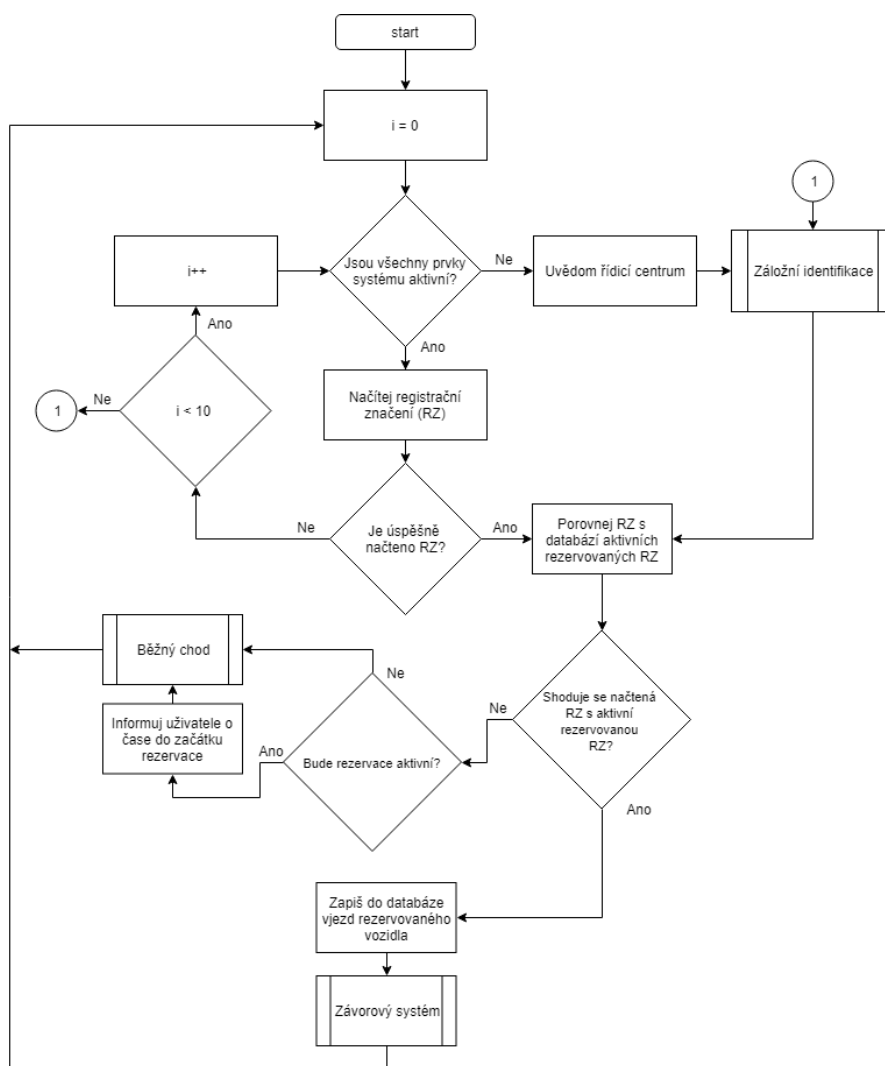 start
i = 0
1
Jsou všechny prvky
systému aktivní?
Ne
Uvědom řídicí centrum
Záložní identifikace
i++
Ano
Ano
Načítej registrační
značení (RZ)
Ne
1
i < 10
Ne
Je úspěšně
načteno RZ?
Ano
Porovnej RZ s
databází aktivních
rezervovaných RZ
Běžný chod
Ne
Shoduje se načtená
RZ s aktivní
rezervovanou
RZ?
Ne
Informuj uživatele o
čase do začátku
rezervace
Ano
Bude rezervace aktivní?
Ano
Zapiš do databáze
vjezd rezervovaného
vozidla
Závorový systém